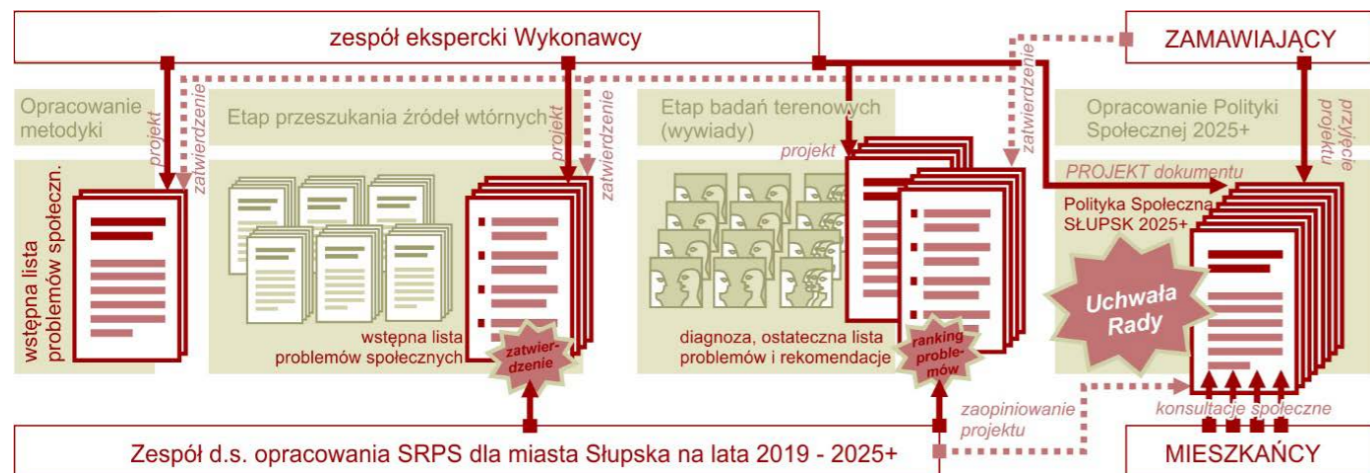 zespół ekspercki Wykonawcy
ZAMAWIAJĄCY
Opracowanie
metodyki
projekt
zatwierdzenie
Etap przeszukania źródeł wtórnych
projekt
zatwierdzenie
Etap badań terenowych
(wywiady)
projekt
zatwierdzenie
Opracowanie Polityki
Społecznej 2025+
przyjęcie
projektu
wstępna lista
problemów społeczn.
PROJEKT dokumentu
Polityka Społeczna
SŁUPSK 2025+
Uchwała
Rady
wstępna lista
problemów społecznych
zatwier-
dzenie
diagnoza, ostateczna lista
problemów i rekomendacje
ranking
proble-
mów
zaopiniowanie
projektu
konsultacje społeczne
Zespół d.s. opracowania SRPS dla miasta Słupska na lata 2019 - 2025+
MIESZKAŃCY